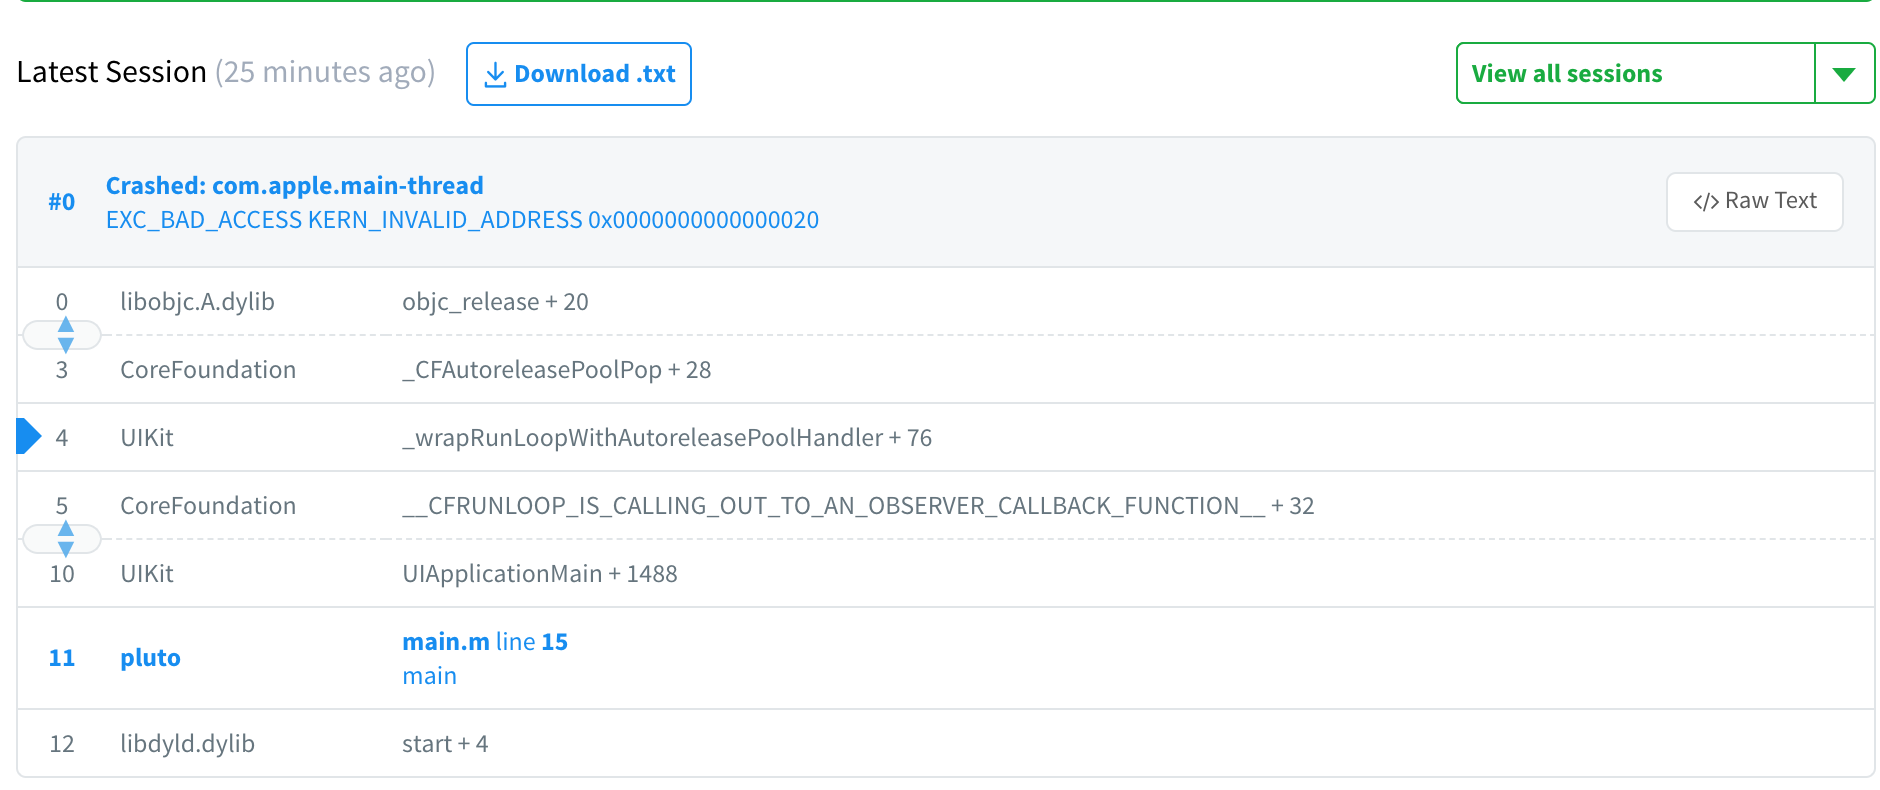 Latest Session (25 minutes ago)
Download .txt
View all sessions
#0
Crashed: com.apple.main-thread
EXC_BAD_ACCESS KERN_INVALID_ADDRESS 0x0000000000000020
</> Raw Text
0 libobjc.A.dylib objc_release + 20
3 CoreFoundation _CFAutoreleasePoolPop + 28
4 UIKit _wrapRunLoopWithAutoreleasePoolHandler + 76
5 CoreFoundation __CFRUNLOOP_IS_CALLING_OUT_TO_AN_OBSERVER_CALLBACK_FUNCTION__ + 32
10 UIKit UIApplicationMain + 1488
11 pluto main.m line 15
main
12 libdyld.dylib start + 4